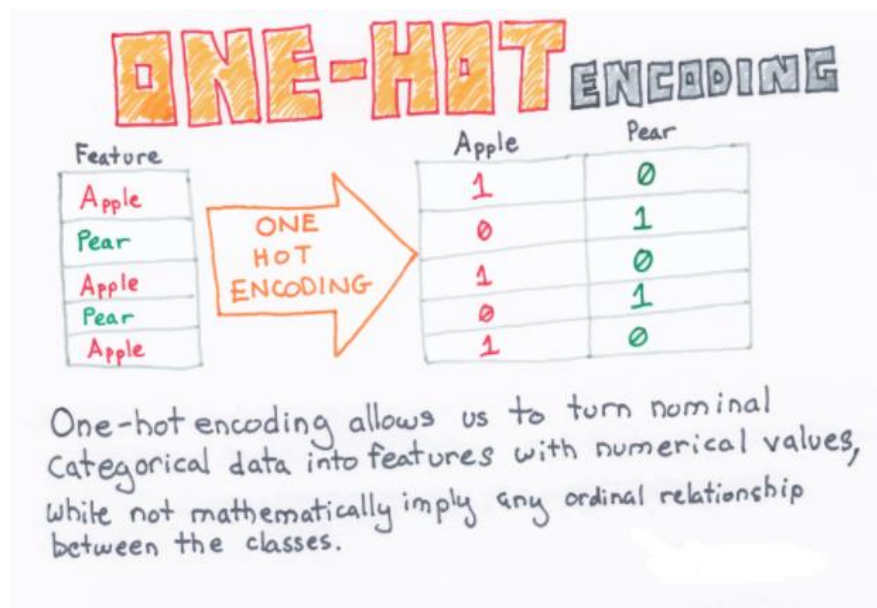 ONE-HOT ENCODING
Feature
Apple
Pear
Apple
Pear
Apple
ONE
HOT
ENCODING
Apple Pear
1 0
0 1
1 0
0 1
1 0
One-hot encoding allows us to turn nominal
categorical data into features with numerical values,
while not mathematically imply any ordinal relationship
between the classes.